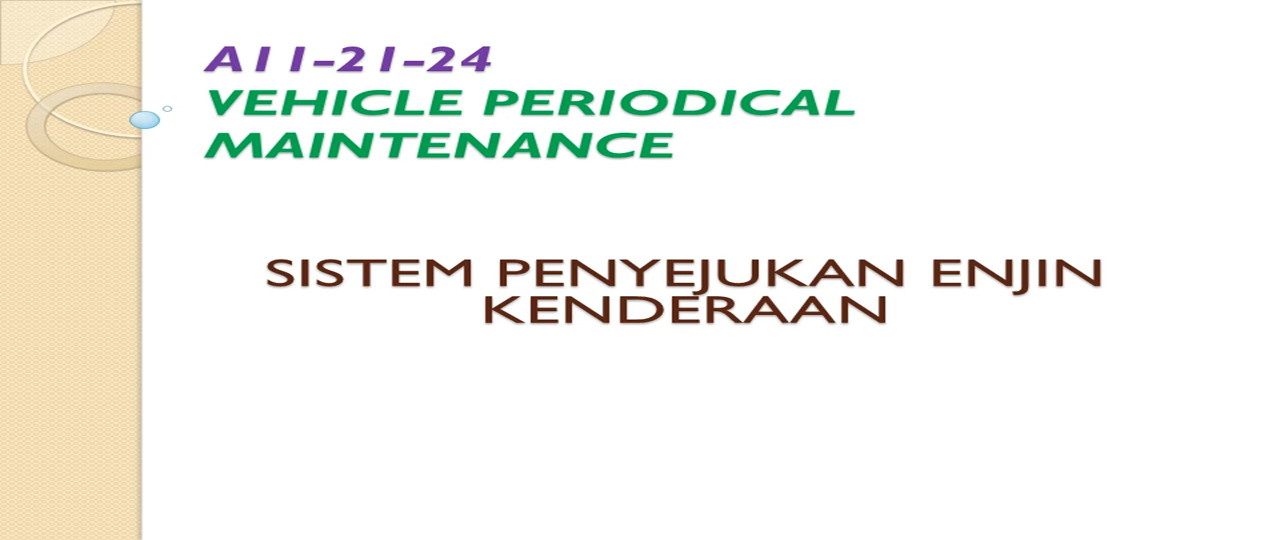 A11-21-24
VEHICLE PERIODICAL
MAINTENANCE
SISTEM PENYEJUKAN ENJIN
KENDERAAN